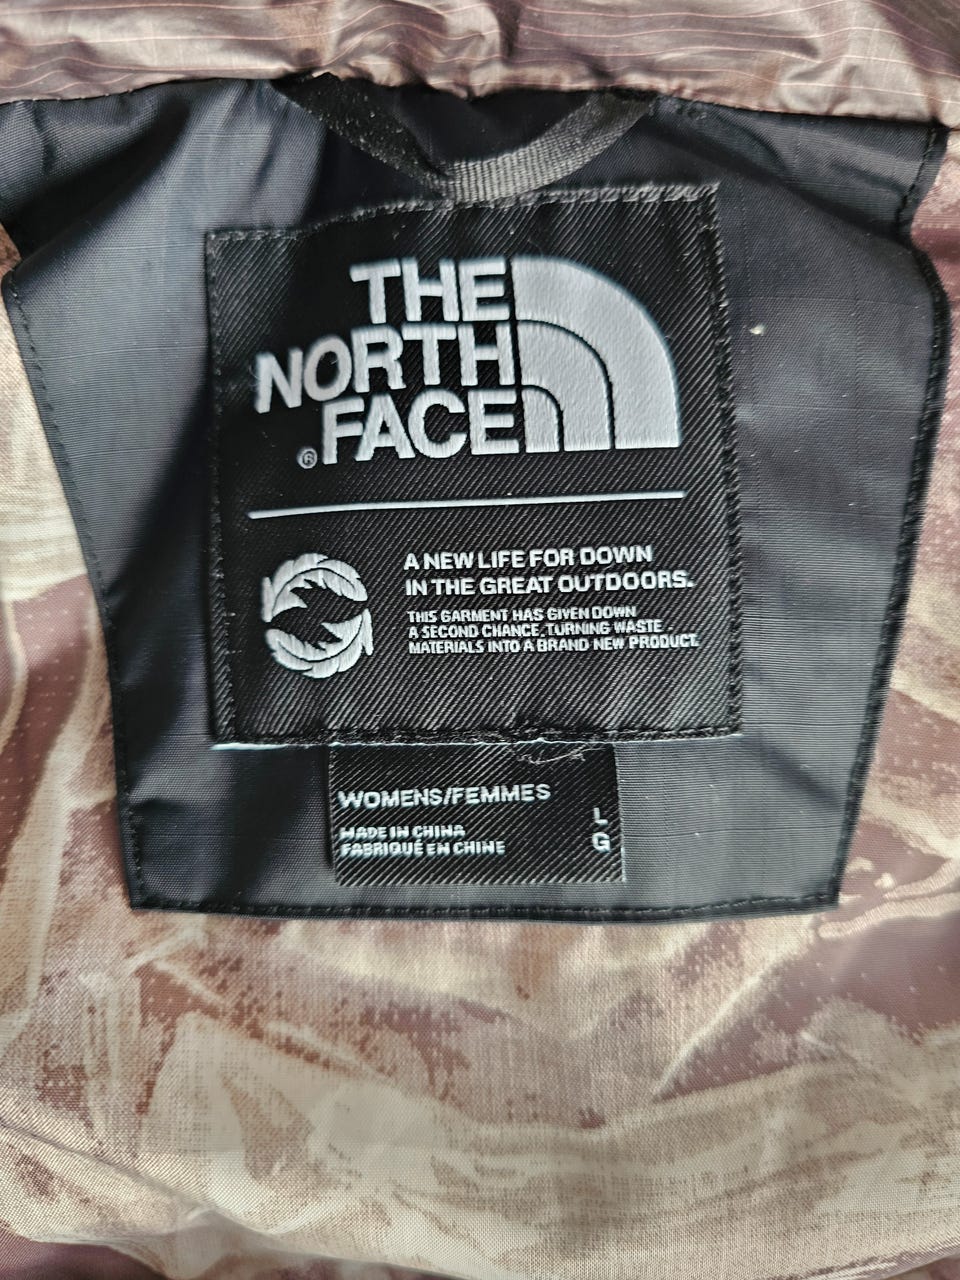 THE
NORTH
FACE
®
A NEW LIFE FOR DOWN
IN THE GREAT OUTDOORS.
THIS GARMENT HAS GIVEN DOWN
A SECOND CHANCE, TURNING WASTE
MATERIALS INTO A BRAND NEW PRODUCT.
WOMENS/FEMMES
L
MADE IN CHINA
FABRIQUÉ EN CHINE
G